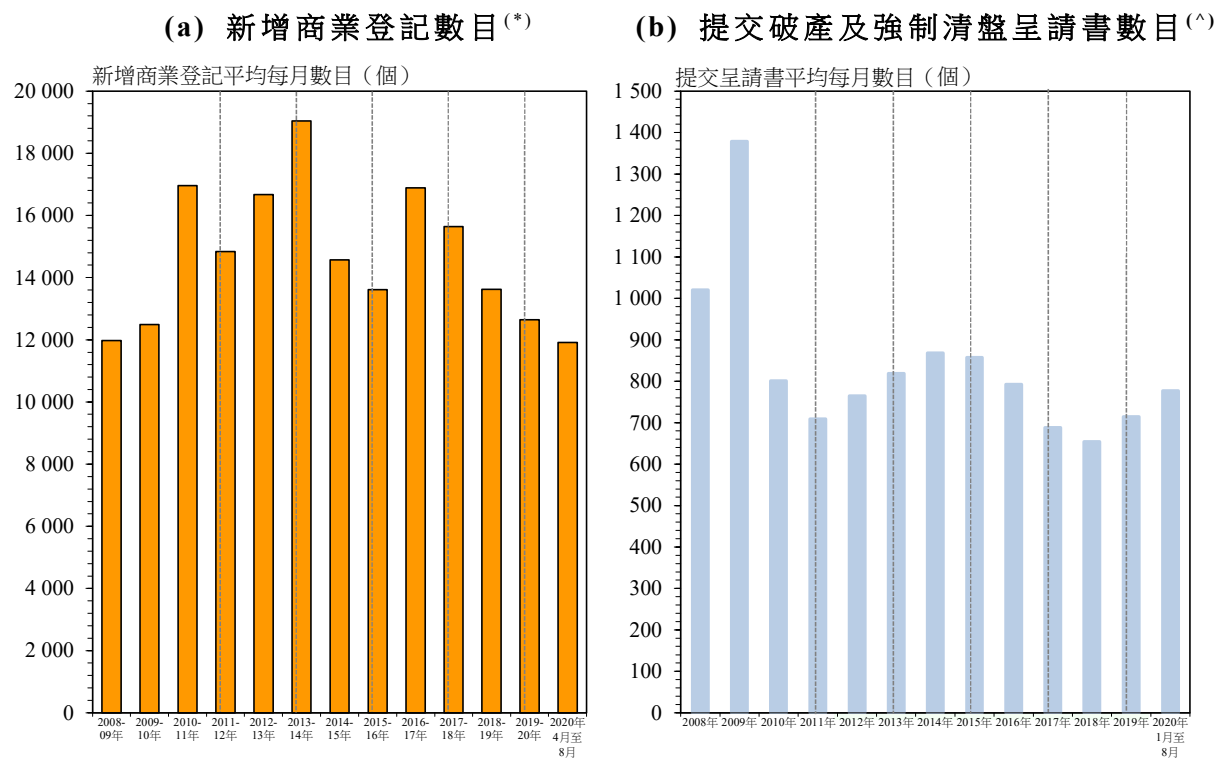 (a) 新增商業登記數目(*)
新增商業登記平均每月數目（個）
20 000
18 000
16 000
14 000
12 000
10 000
8 000
6 000
4 000
2 000
0
2008-
09年
2009-
10年
2010-
11年
2011-
12年
2012-
13年
2013-
14年
2014-
15年
2015-
16年
2016-
17年
2017-
18年
2018-
19年
2019-
20年
2020年
4月至
8月
(b) 提交破產及強制清盤呈請書數目(^)
提交呈請書平均每月數目（個）
1 500
1 400
1 300
1 200
1 100
1 000
900
800
700
600
500
400
300
200
100
0
2008年
2009年
2010年
2011年
2012年
2013年
2014年
2015年
2016年
2017年
2018年
2019年
2020年
1月至
8月